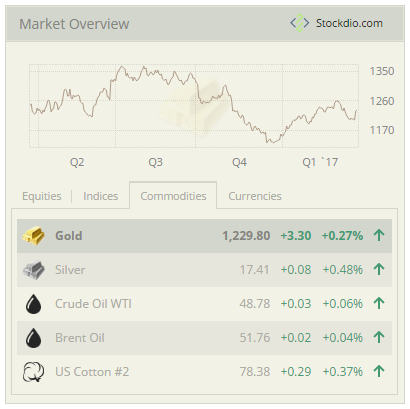 Market Overview
Stockdio.com
1350
1260
1170
Q2 Q3 Q4 Q1 `17
Equities Indices Commodities Currencies
Gold 1,229.80 +3.30 +0.27%
Silver 17.41 +0.08 +0.48%
Crude Oil WTI 48.78 +0.03 +0.06%
Brent Oil 51.76 +0.02 +0.04%
US Cotton #2 78.38 +0.29 +0.37%